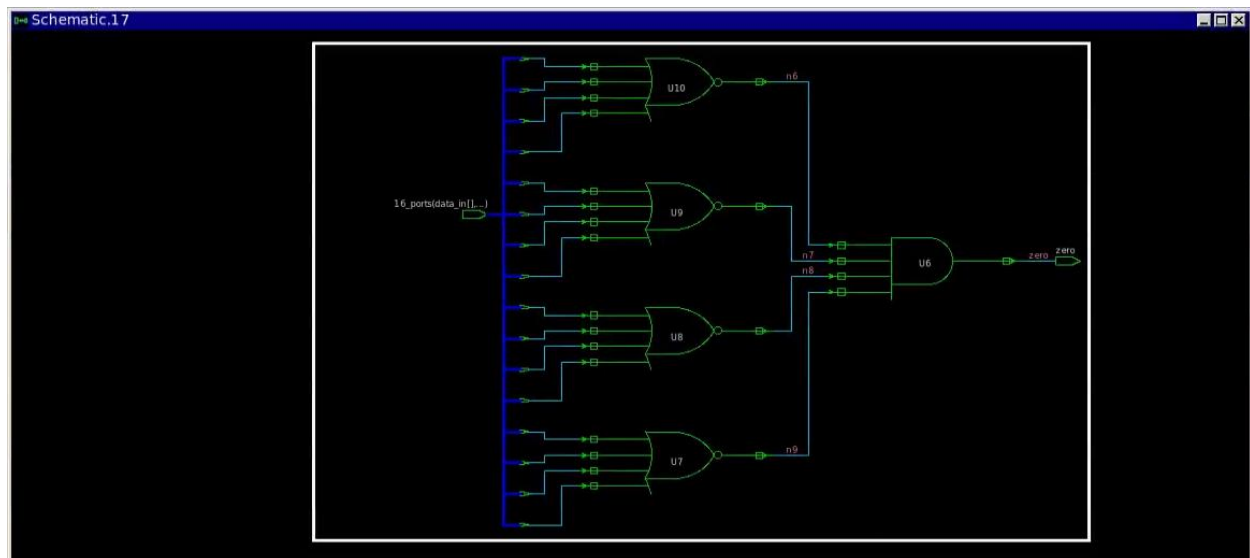 Schematic.17
U10
n6
16_ports(data_in[],...)
U9
n7
n8
U6
zero
zero
U8
U7
n9